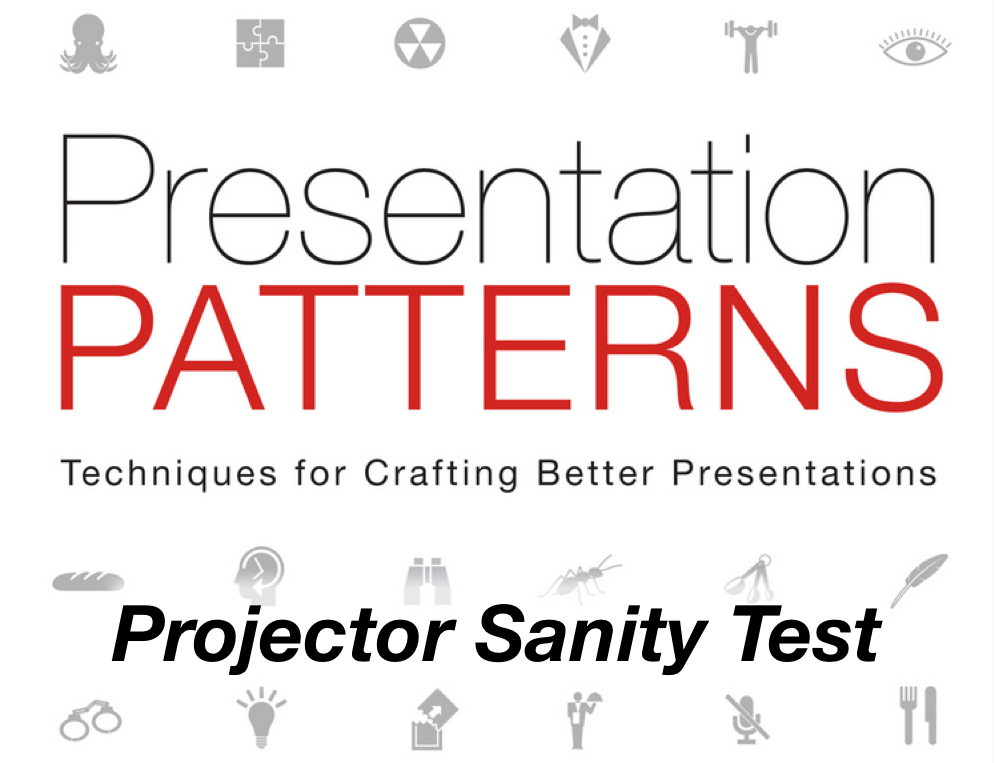 Presentation
PATTERNS
Techniques for Crafting Better Presentations
Projector Sanity Test